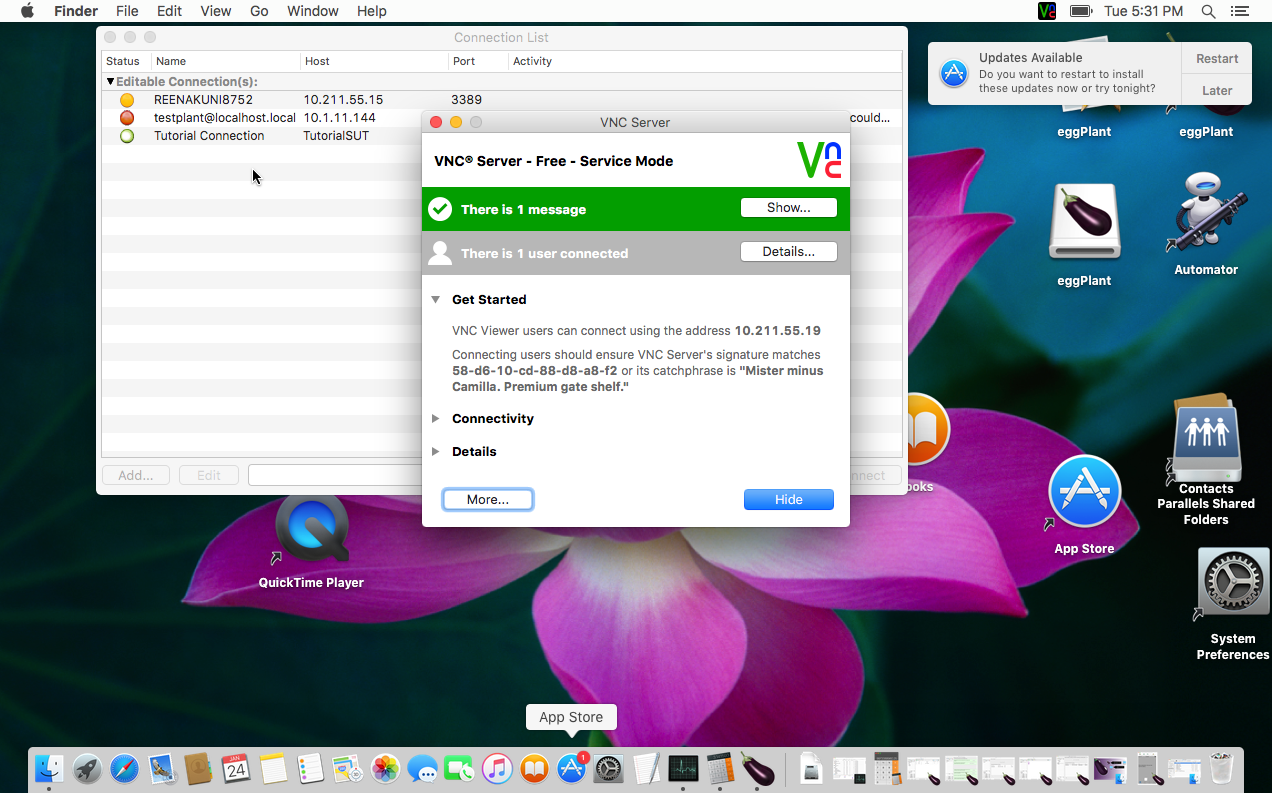 Finder File Edit View Go Window Help
Tue 5:31 PM
Connection List
Status Name Host Port Activity
Editable Connection(s):
REENAKUNI8752 10.211.55.15 3389
testplant@localhost.local 10.1.11.144 could...
Tutorial Connection TutorialSUT
Add... Edit
nnect
VNC Server
VNC® Server - Free - Service Mode
There is 1 message
Show...
There is 1 user connected
Details...
Get Started
VNC Viewer users can connect using the address 10.211.55.19
Connecting users should ensure VNC Server's signature matches
58-d6-10-cd-88-d8-a8-f2 or its catchphrase is "Mister minus
Camilla. Premium gate shelf."
Connectivity
Details
More... Hide
Updates Available
Do you want to restart to install
these updates now or try tonight?
Restart
Later
eggPlant
eggPlant
eggPlant
Automator
ooks
App Store
Contacts
Parallels Shared
Folders
QuickTime Player
System
Preferences
App Store
JAN
24
1